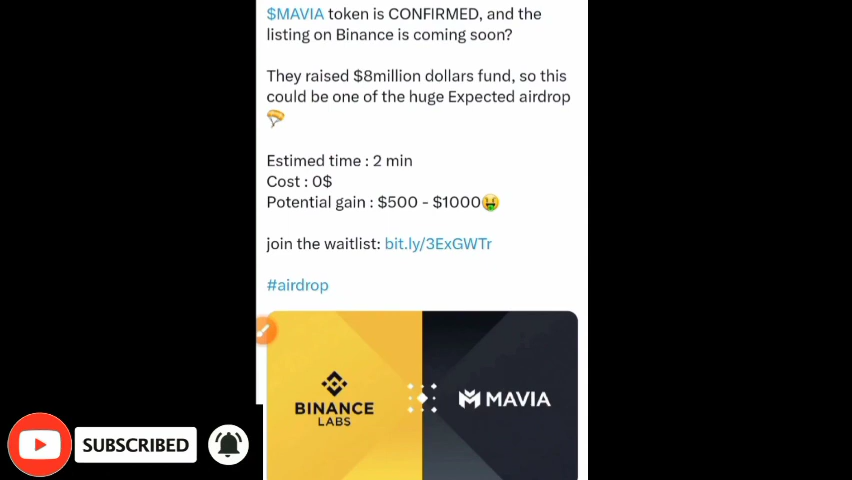 $MAVIA token is CONFIRMED, and the
listing on Binance is coming soon?
They raised $8million dollars fund, so this
could be one of the huge Expected airdrop
Estimed time : 2 min
Cost : 0$
Potential gain : $500 - $1000
join the waitlist: bit.ly/3ExGWTr
#airdrop
BINANCE
LABS
MAVIA
SUBSCRIBED